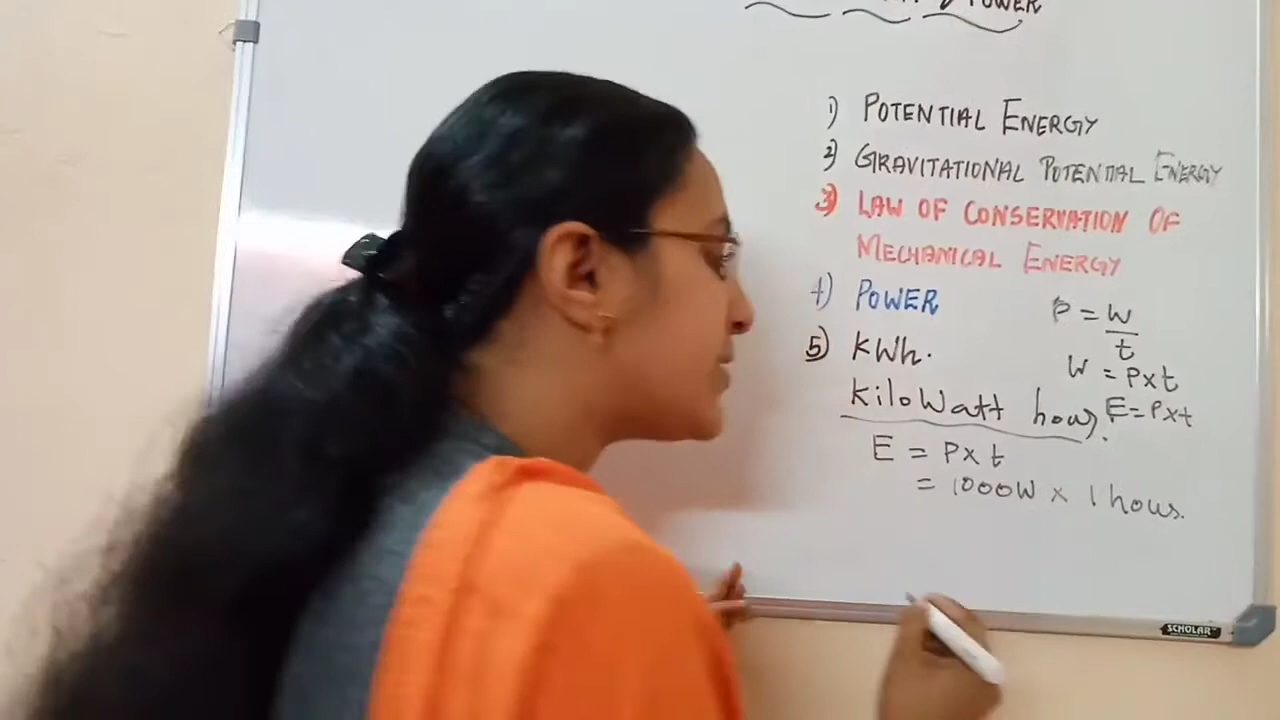 POWER
1) POTENTIAL ENERGY
2) GRAVITATIONAL POTENTIAL ENERGY
3) LAW OF CONSERVATION OF
MECHANICAL ENERGY
4) POWER
P = W
t
5) KWh.
W = P x t
KiloWatt hour.
E = P x t
E = P x t
= 1000W x 1 hour.
SCHOLAR